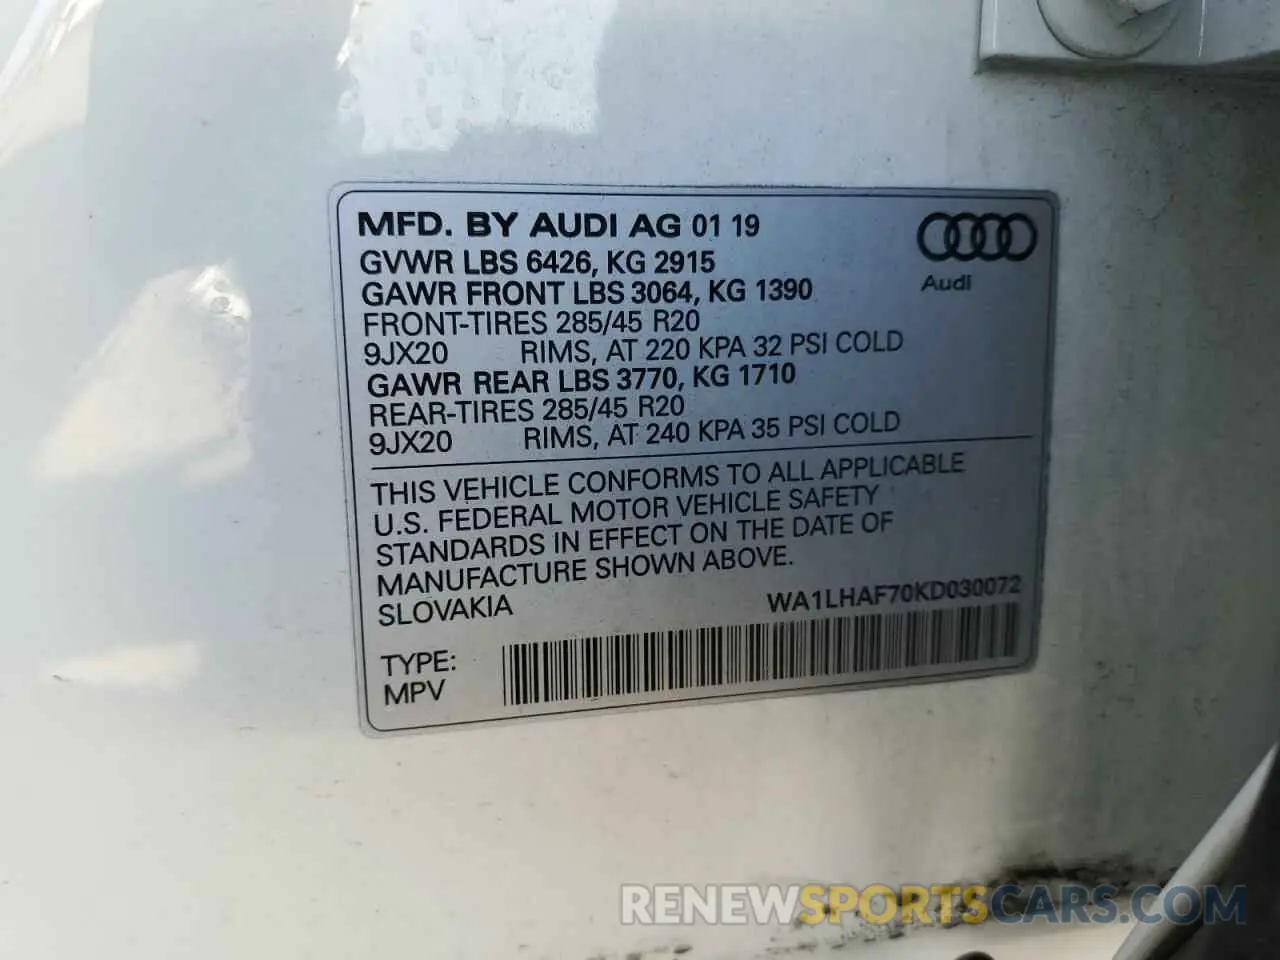 MFD. BY AUDI AG 01 19
GVWR LBS 6426, KG 2915
GAWR FRONT LBS 3064, KG 1390
FRONT-TIRES 285/45 R20
9JX20 RIMS, AT 220 KPA 32 PSI COLD
GAWR REAR LBS 3770, KG 1710
REAR-TIRES 285/45 R20
9JX20 RIMS, AT 240 KPA 35 PSI COLD
Audi
THIS VEHICLE CONFORMS TO ALL APPLICABLE
U.S. FEDERAL MOTOR VEHICLE SAFETY
STANDARDS IN EFFECT ON THE DATE OF
MANUFACTURE SHOWN ABOVE.
SLOVAKIA WA1LHAF70KD030072
TYPE:
MPV
RENEWSPORTSCARS.COM